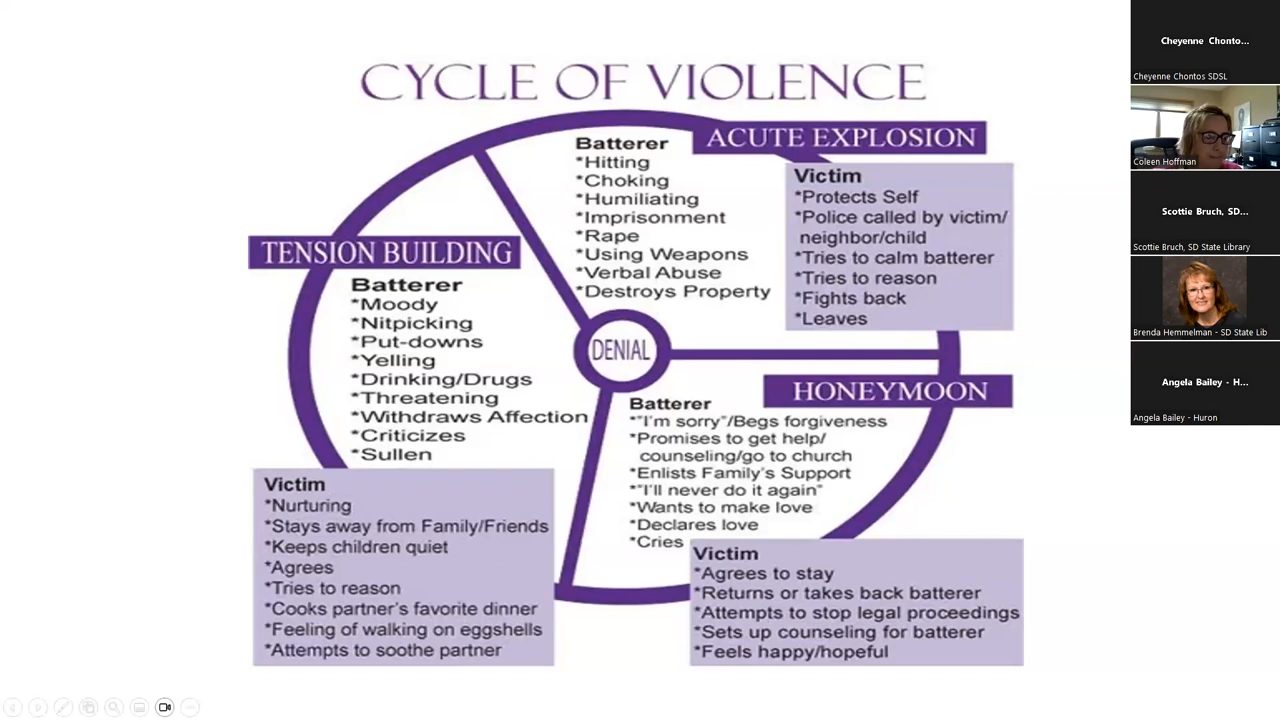 CYCLE OF VIOLENCE
ACUTE EXPLOSION
Batterer
*Hitting
*Choking
*Humiliating
*Imprisonment
*Rape
*Using Weapons
*Verbal Abuse
*Destroys Property
Victim
*Protects Self
*Police called by victim/
neighbor/child
*Tries to calm batterer
*Tries to reason
*Fights back
*Leaves
TENSION BUILDING
Batterer
*Moody
*Nitpicking
*Put-downs
*Yelling
*Drinking/Drugs
*Threatening
*Withdraws Affection
*Criticizes
*Sullen
Victim
*Nurturing
*Stays away from Family/Friends
*Keeps children quiet
*Agrees
*Tries to reason
*Cooks partner's favorite dinner
*Feeling of walking on eggshells
*Attempts to soothe partner
DENIAL
HONEYMOON
Batterer
*"I'm sorry"/Begs forgiveness
*Promises to get help/
counseling/go to church
*Enlists Family's Support
*"I'll never do it again"
*Wants to make love
*Declares love
*Cries
Victim
*Agrees to stay
*Returns or takes back batterer
*Attempts to stop legal proceedings
*Sets up counseling for batterer
*Feels happy/hopeful
Cheyenne Chonto...
Cheyenne Chontos SDSL
Coleen Hoffman
Scottie Bruch, SD...
Scottie Bruch, SD State Library
Brenda Hemmelman - SD State Lib
Angela Bailey - H...
Angela Bailey - Huron